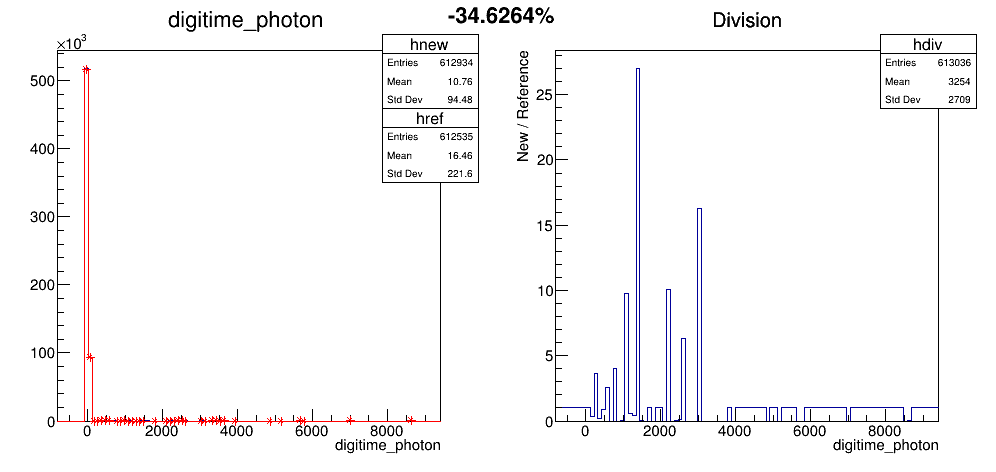 -34.6264%
digitime_photon
×10³
hnew
Entries 612934
Mean 10.76
Std Dev 94.48
href
Entries 612535
Mean 16.46
Std Dev 221.6
500
400
300
200
100
0
0 2000 4000 6000 8000
digitime_photon
Division
hdiv
Entries 613036
Mean 3254
Std Dev 2709
New / Reference
25
20
15
10
5
0
0 2000 4000 6000 8000
digitime_photon